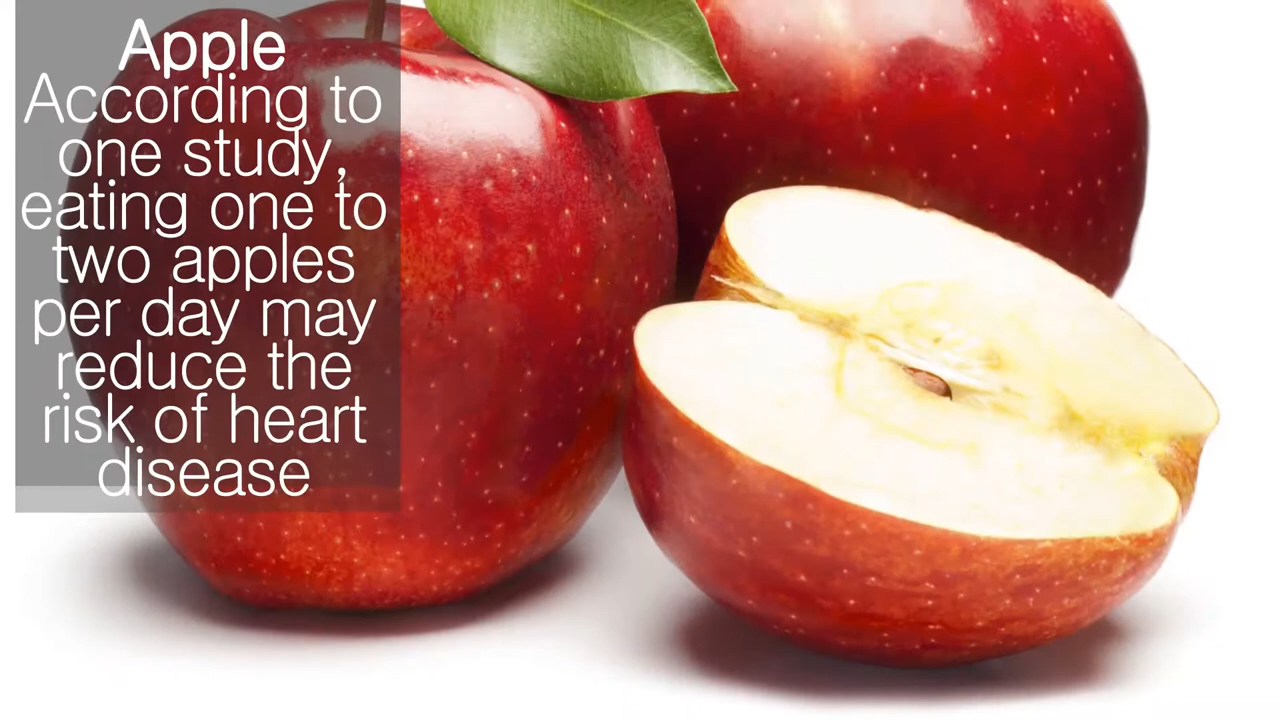 Apple
According to
one study,
eating one to
two apples
per day may
reduce the
risk of heart
disease